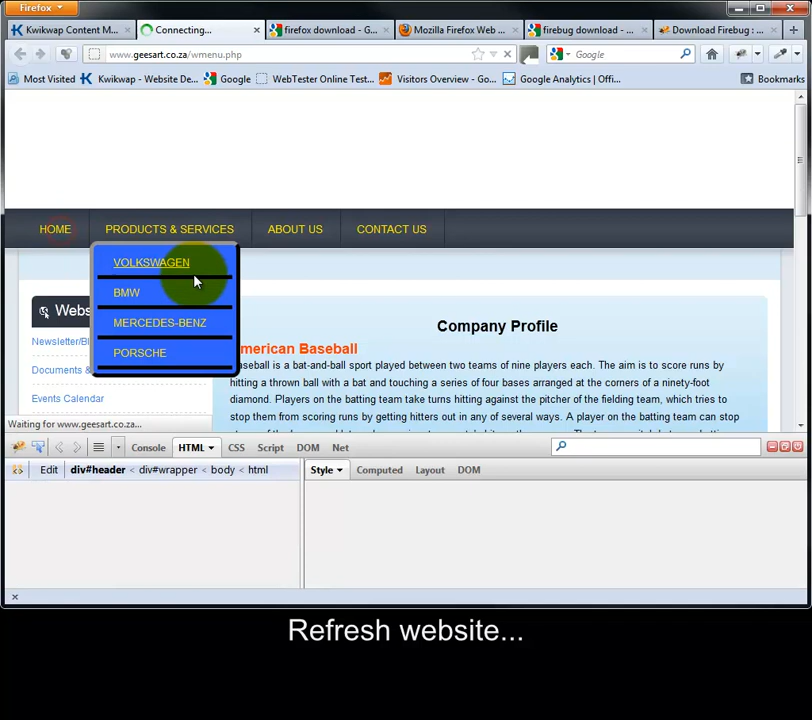 Firefox
Kwikwap Content M...
Connecting...
firefox download - G...
Mozilla Firefox Web ...
firebug download - ...
Download Firebug : ...
www.geesart.co.za/wmenu.php
Google
Most Visited
Kwikwap - Website De...
Google
WebTester Online Test...
Visitors Overview - Go...
Google Analytics | Offi...
Bookmarks
HOME
PRODUCTS & SERVICES
ABOUT US
CONTACT US
VOLKSWAGEN
BMW
MERCEDES-BENZ
PORSCHE
Webs
Newsletter/Bl
Documents &
Events Calendar
Company Profile
merican Baseball
aseball is a bat-and-ball sport played between two teams of nine players each. The aim is to score runs by
hitting a thrown ball with a bat and touching a series of four bases arranged at the corners of a ninety-foot
diamond. Players on the batting team take turns hitting against the pitcher of the fielding team, which tries to
stop them from scoring runs by getting hitters out in any of several ways. A player on the batting team can stop
Waiting for www.geesart.co.za...
Console
HTML
CSS
Script
DOM
Net
Edit
div#header < div#wrapper < body < html
Style
Computed
Layout
DOM
Refresh website...